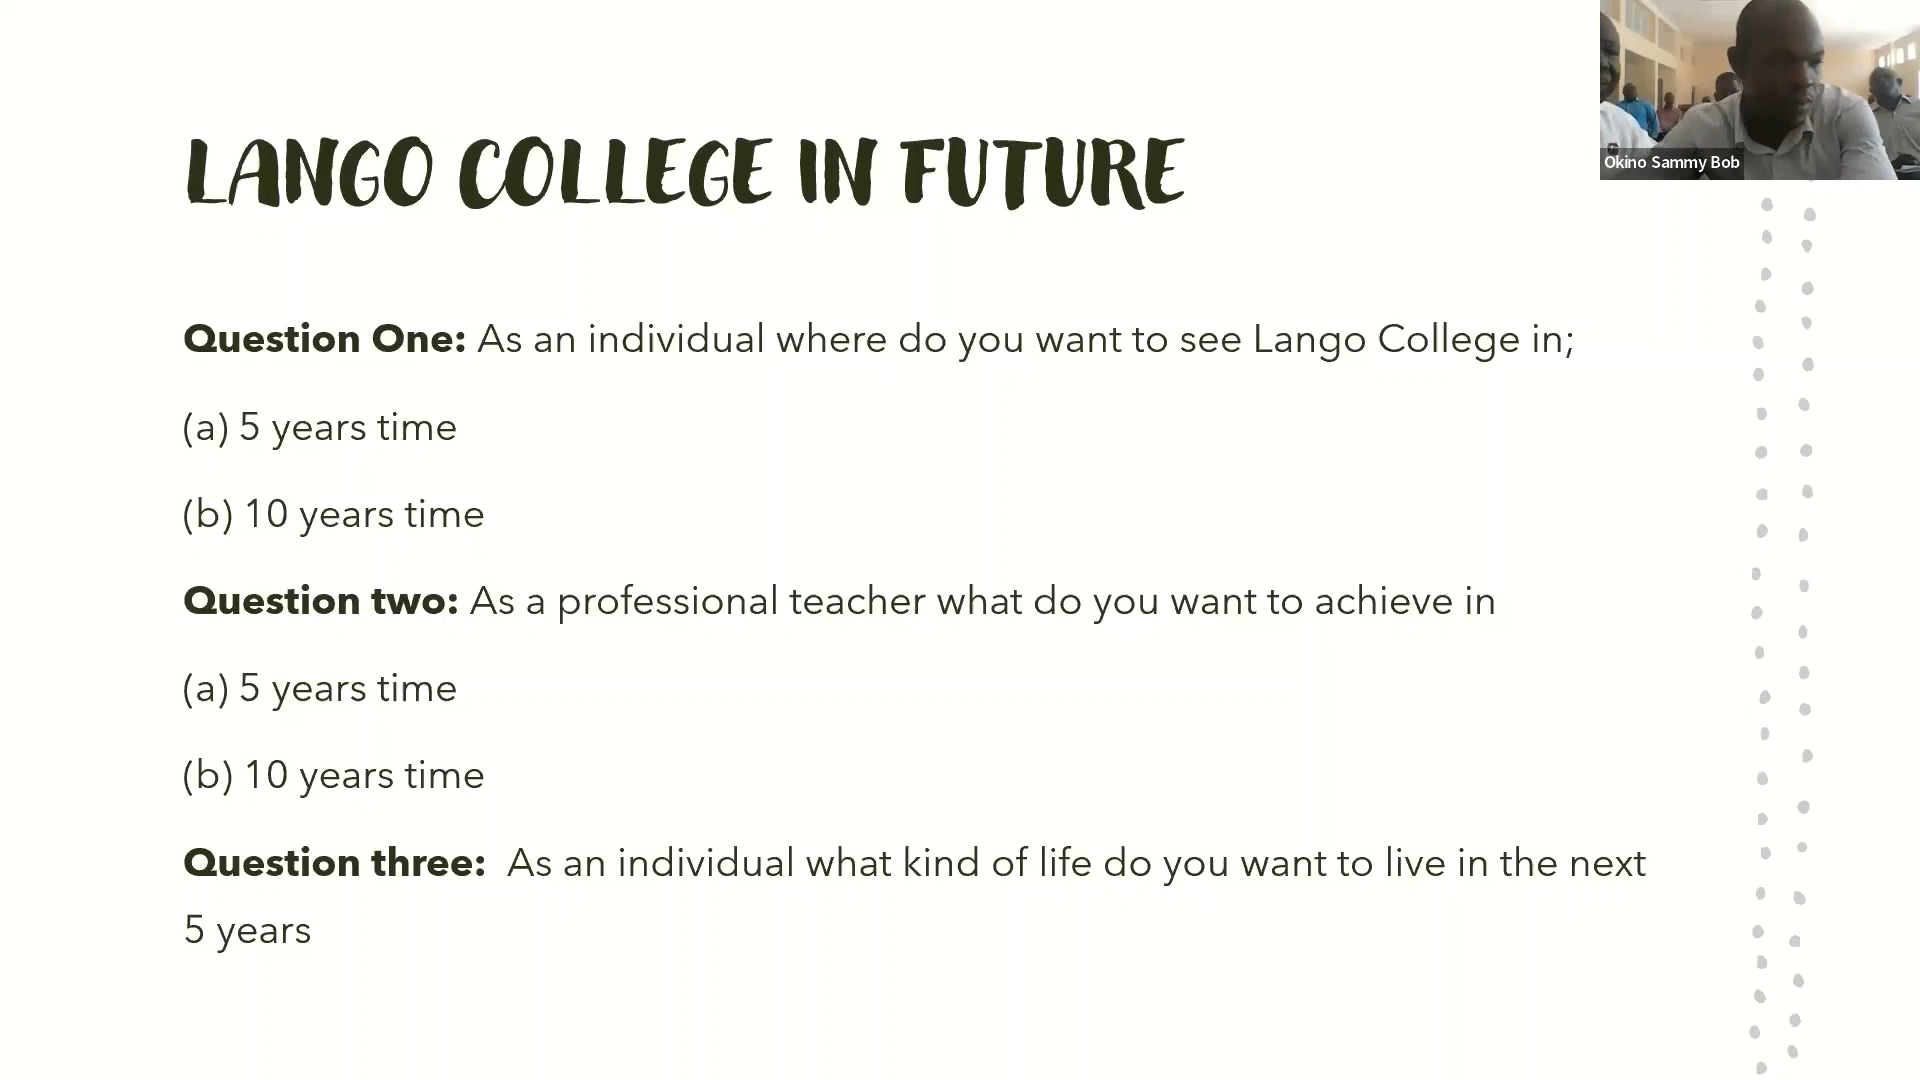 LANGO COLLEGE IN FUTURE
Okino Sammy Bob
Question One: As an individual where do you want to see Lango College in;
(a) 5 years time
(b) 10 years time
Question two: As a professional teacher what do you want to achieve in
(a) 5 years time
(b) 10 years time
Question three: As an individual what kind of life do you want to live in the next
5 years